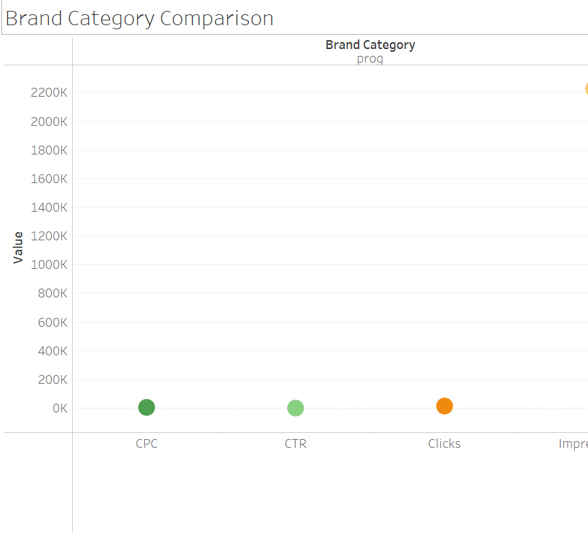 Brand Category Comparison
Brand Category
prog
2200K
2000K
1800K
1600K
1400K
1200K
1000K
800K
600K
400K
200K
0K
Value
CPC
CTR
Clicks
Impre